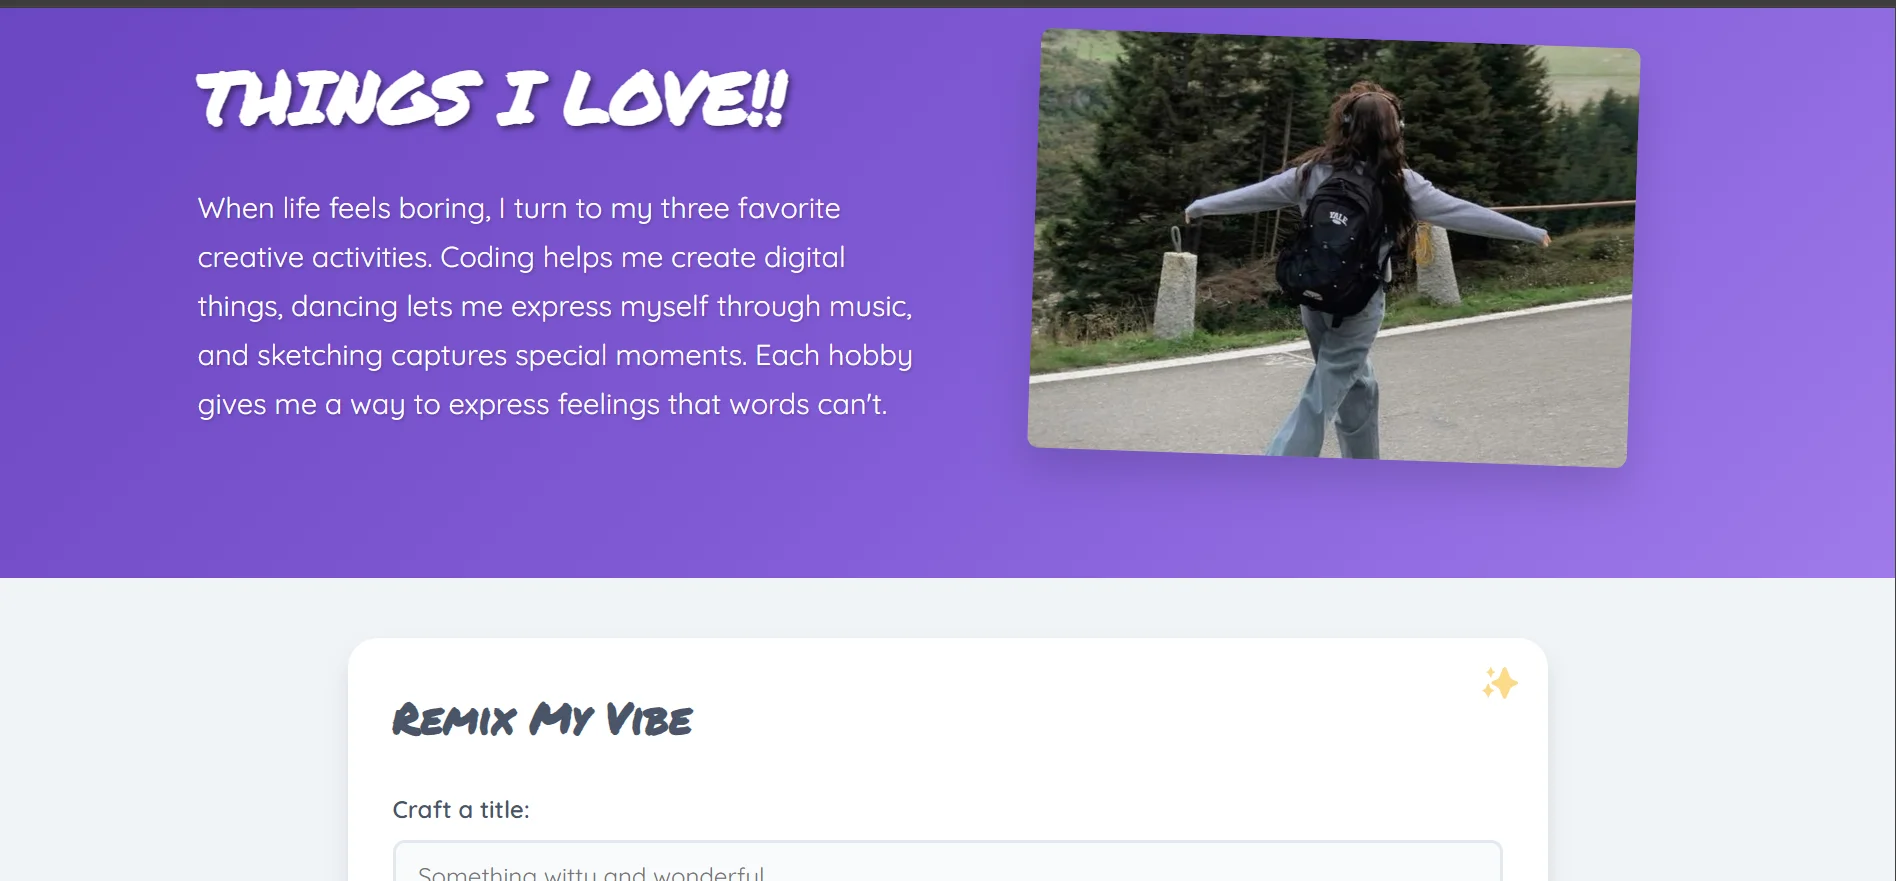 THINGS I LOVE!!
When life feels boring, I turn to my three favorite
creative activities. Coding helps me create digital
things, dancing lets me express myself through music,
and sketching captures special moments. Each hobby
gives me a way to express feelings that words can't.
YALE
Remix My Vibe
Craft a title:
Something witty and wonderful